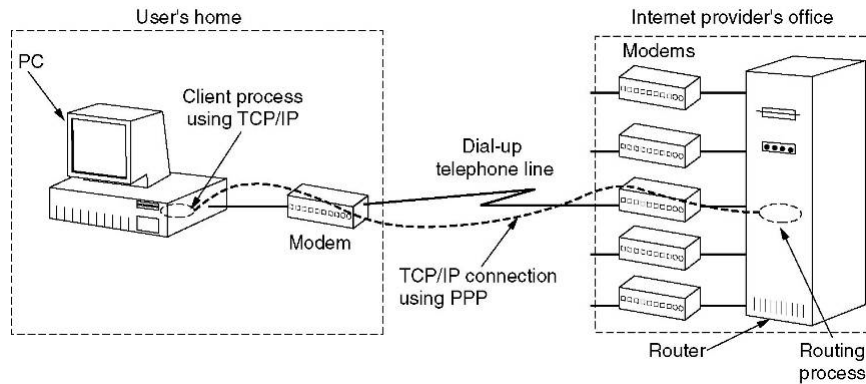 User's home
Internet provider's office
PC
Modems
Client process
using TCP/IP
Dial-up
telephone line
Modem
TCP/IP connection
using PPP
Router
Routing
process